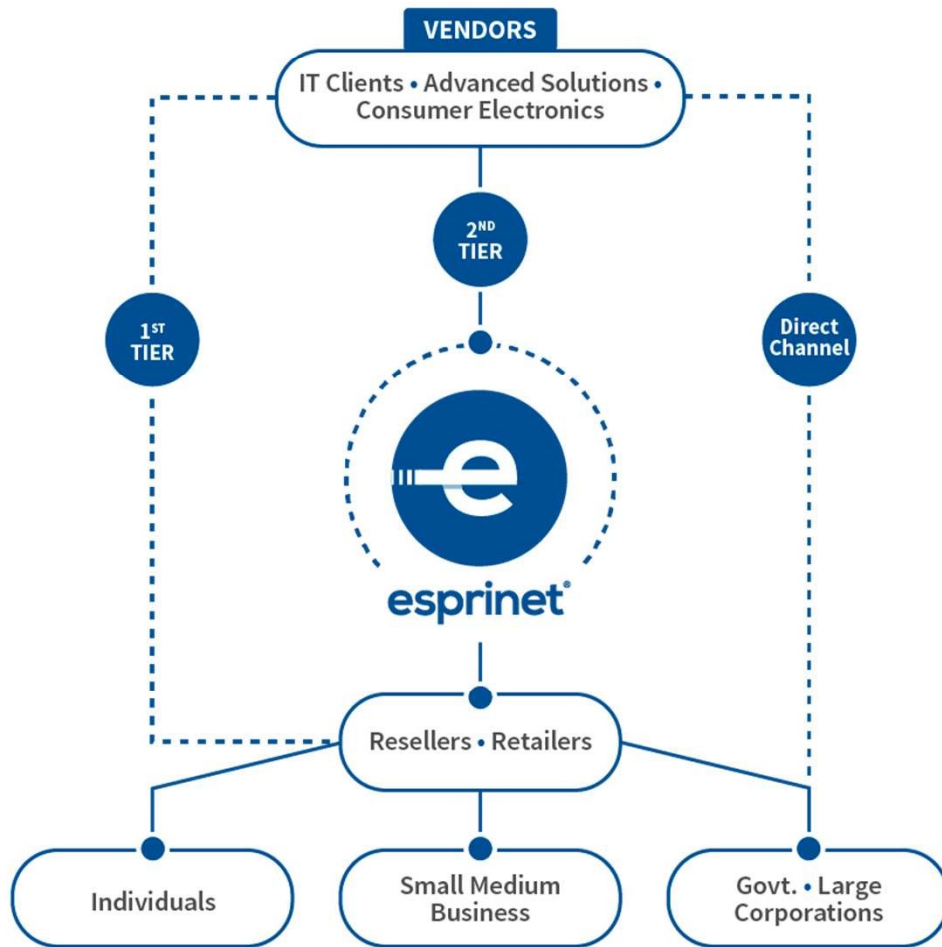 VENDORS
IT Clients • Advanced Solutions •
Consumer Electronics
2ND
TIER
1ST
TIER
Direct
Channel
e
esprinet®
Resellers • Retailers
Individuals
Small Medium
Business
Govt. • Large
Corporations